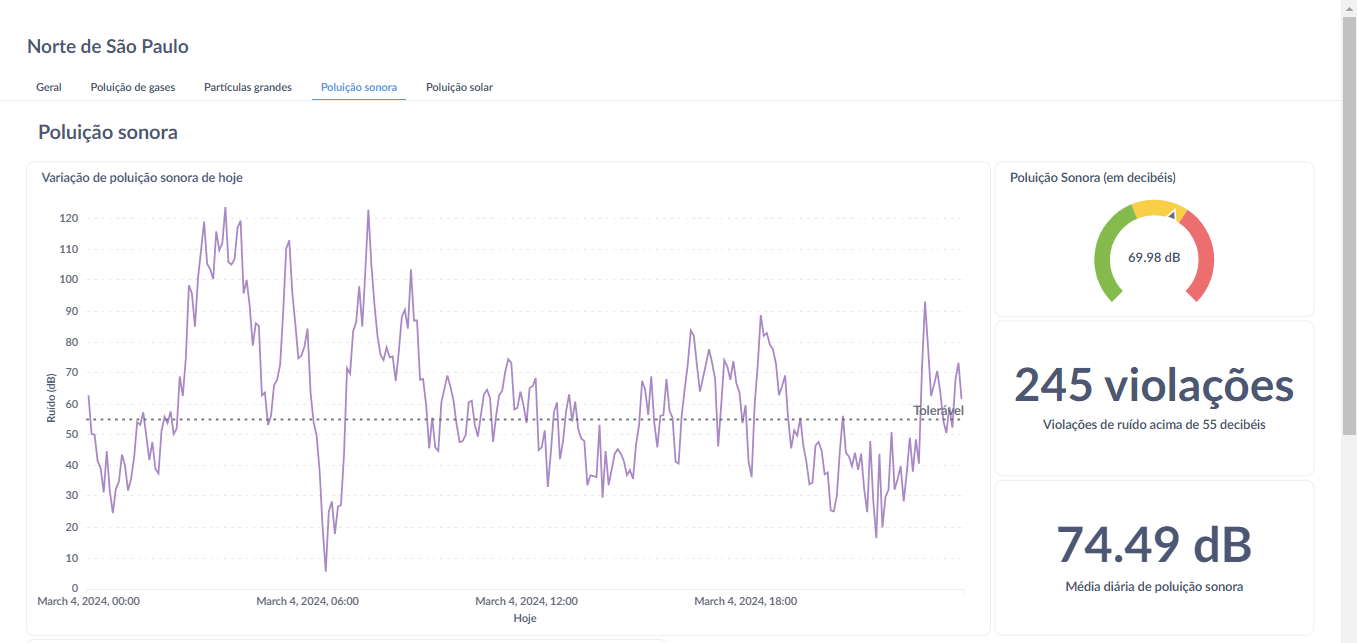 Norte de São Paulo
Geral Poluição de gases Partículas grandes Poluição sonora Poluição solar
Poluição sonora
Variação de poluição sonora de hoje
120
110
100
90
80
70
60
50
40
30
20
10
0
Ruído (dB)
Tolerável
March 4, 2024, 00:00 March 4, 2024, 06:00 March 4, 2024, 12:00 March 4, 2024, 18:00
Hoje
Poluição Sonora (em decibéis)
69.98 dB
245 violações
Violações de ruído acima de 55 decibéis
74.49 dB
Média diária de poluição sonora